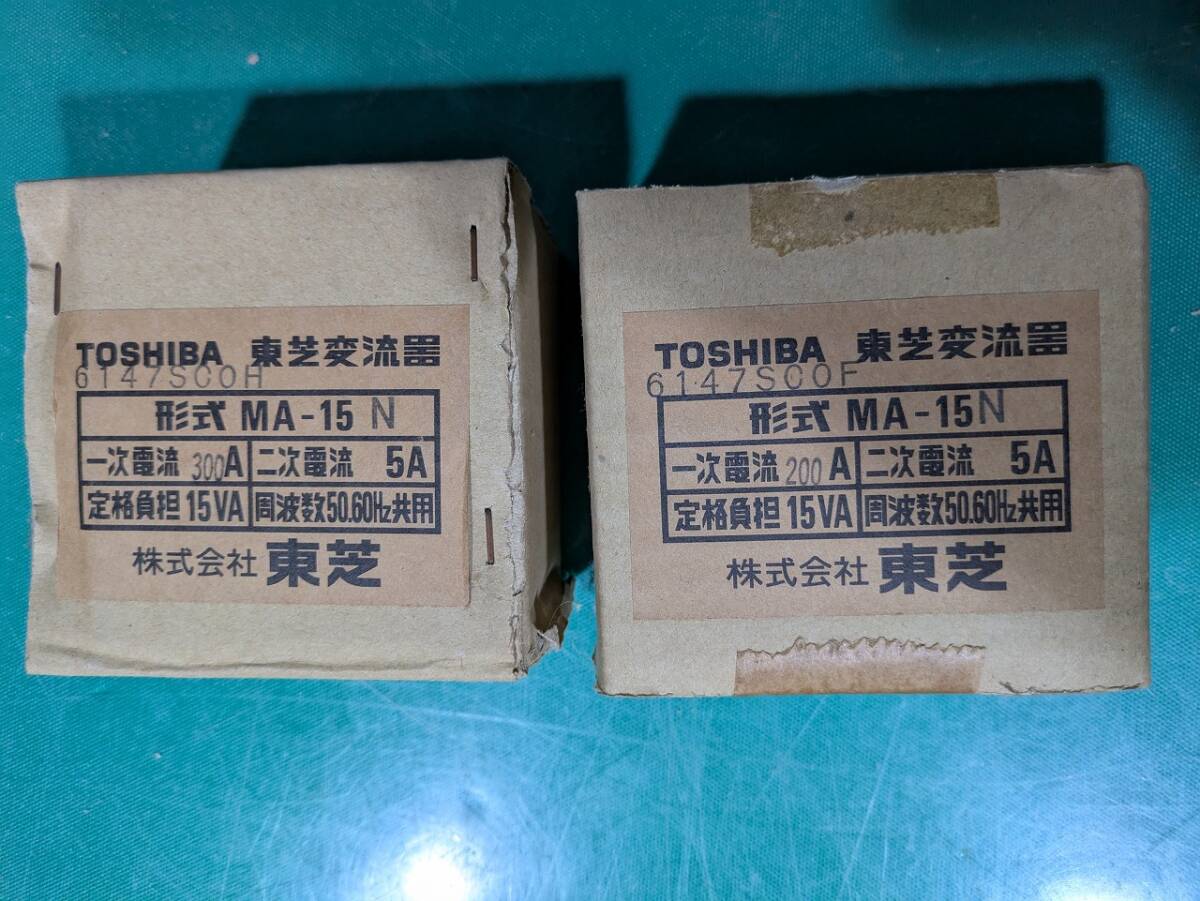 TOSHIBA 東芝変流器
6147SC0H
形式 MA-15 N
一次電流 300A 二次電流 5A
定格負担 15VA 周波数50.60Hz共用
株式会社 東芝
TOSHIBA 東芝変流器
6147SC0F
形式 MA-15N
一次電流 200A 二次電流 5A
定格負担 15VA 周波数50.60Hz共用
株式会社 東芝